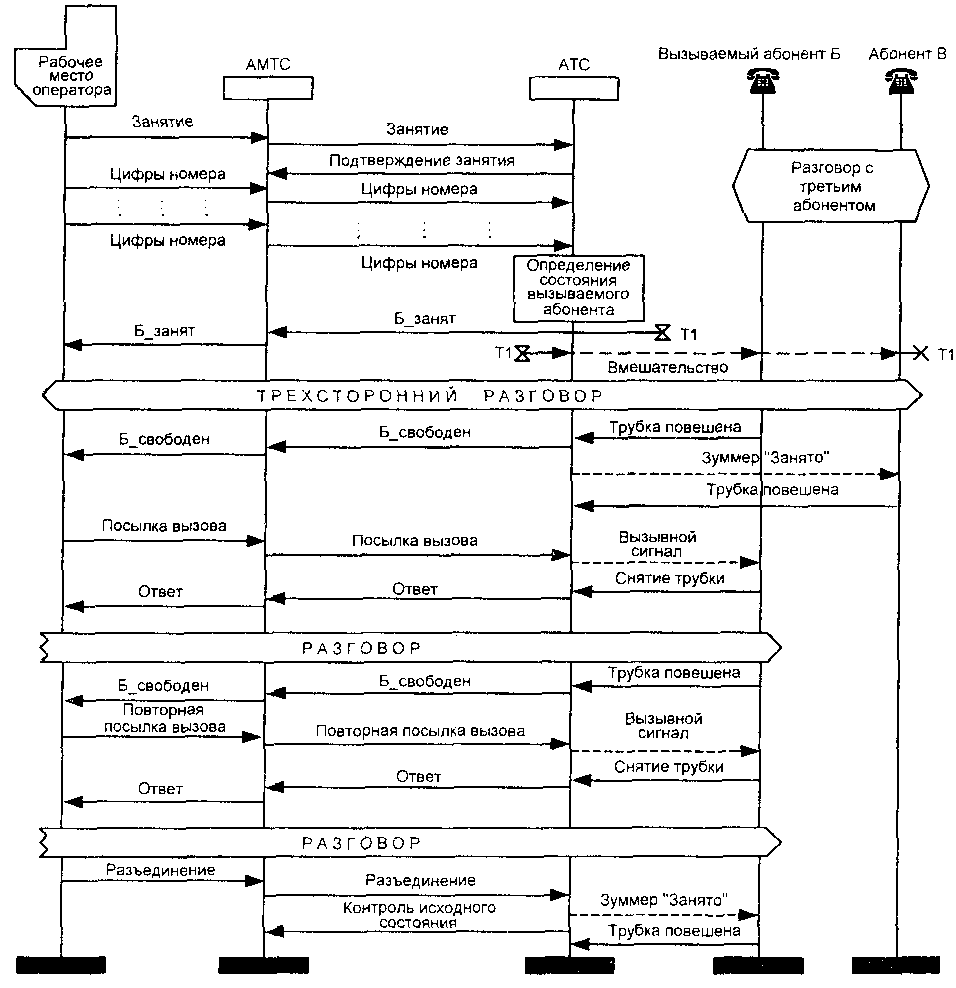 Рабочее
место
оператора
АМТС
АТС
Вызываемый абонент Б
Абонент В
Занятие
Занятие
Подтверждение занятия
Разговор с
третьим
абонентом
Цифры номера
Цифры номера
Цифры номера
Цифры номера
Определение
состояния
вызываемого
абонента
Б_занят
Б_занят
Т1
Т1
Т1
Вмешательство
ТРЕХСТОРОННИЙ РАЗГОВОР
Б_свободен
Б_свободен
Трубка повешена
Зуммер "Занято"
Трубка повешена
Посылка вызова
Посылка вызова
Вызывной
сигнал
Ответ
Ответ
Снятие трубки
РАЗГОВОР
Б_свободен
Б_свободен
Трубка повешена
Повторная
посылка вызова
Повторная посылка вызова
Вызывной
сигнал
Ответ
Ответ
Снятие трубки
РАЗГОВОР
Разъединение
Разъединение
Контроль исходного
состояния
Зуммер "Занято"
Трубка повешена